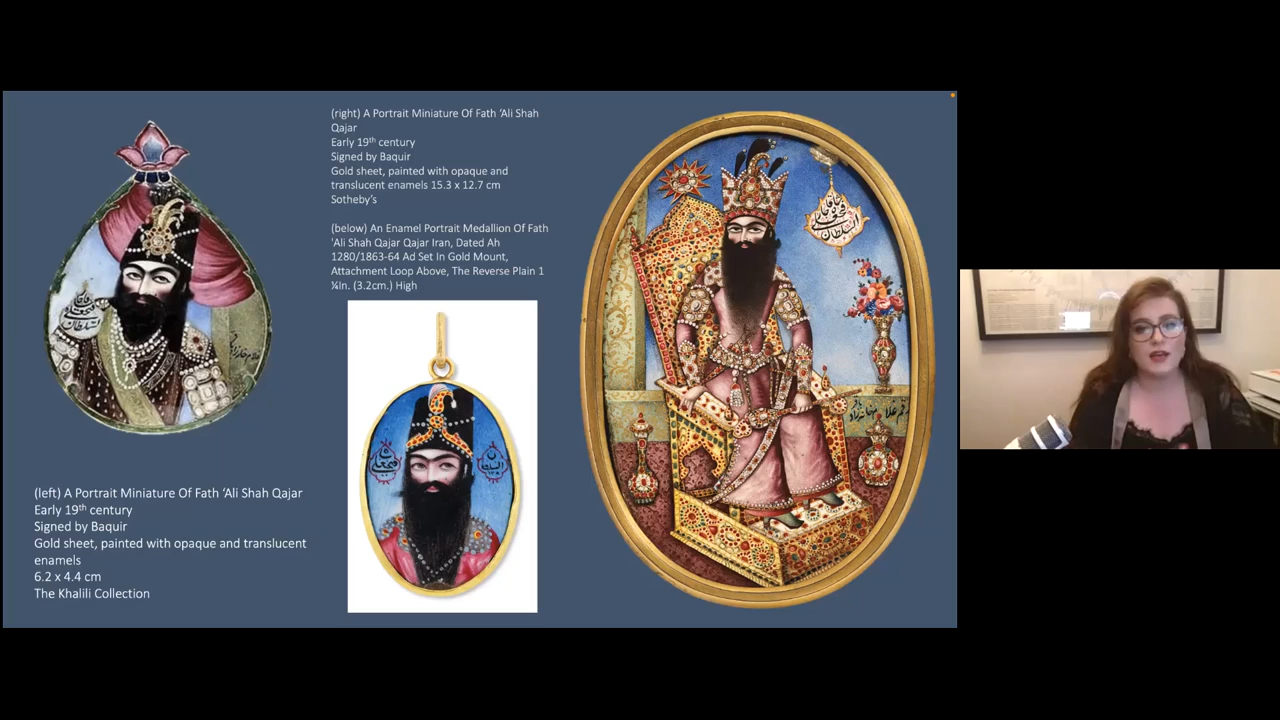 (right) A Portrait Miniature Of Fath ‘Ali Shah
Qajar
Early 19th century
Signed by Baquir
Gold sheet, painted with opaque and
translucent enamels 15.3 x 12.7 cm
Sotheby’s
(below) An Enamel Portrait Medallion Of Fath
'Ali Shah Qajar Qajar Iran, Dated Ah
1280/1863-64 Ad Set In Gold Mount,
Attachment Loop Above, The Reverse Plain 1
¼In. (3.2cm.) High
(left) A Portrait Miniature Of Fath ‘Ali Shah Qajar
Early 19th century
Signed by Baquir
Gold sheet, painted with opaque and translucent
enamels
6.2 x 4.4 cm
The Khalili Collection